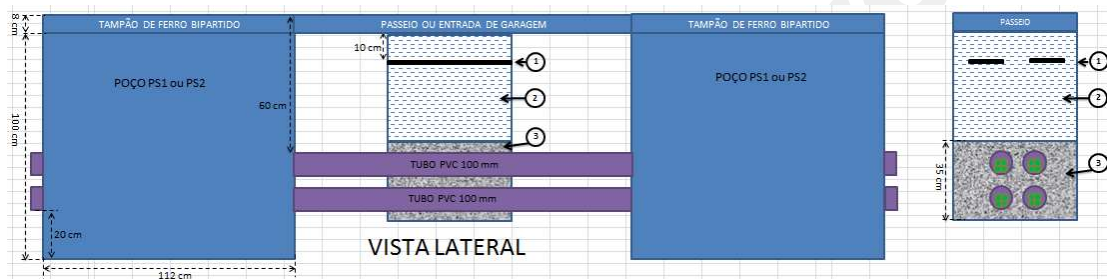 8 cm
TAMPÃO DE FERRO BIPARTIDO
PASSEIO OU ENTRADA DE GARAGEM
TAMPÃO DE FERRO BIPARTIDO
PASSEIO
10 cm
1
1
POÇO PS1 ou PS2
POÇO PS1 ou PS2
60 cm
2
2
100 cm
3
TUBO PVC 100 mm
3
35 cm
TUBO PVC 100 mm
20 cm
VISTA LATERAL
112 cm